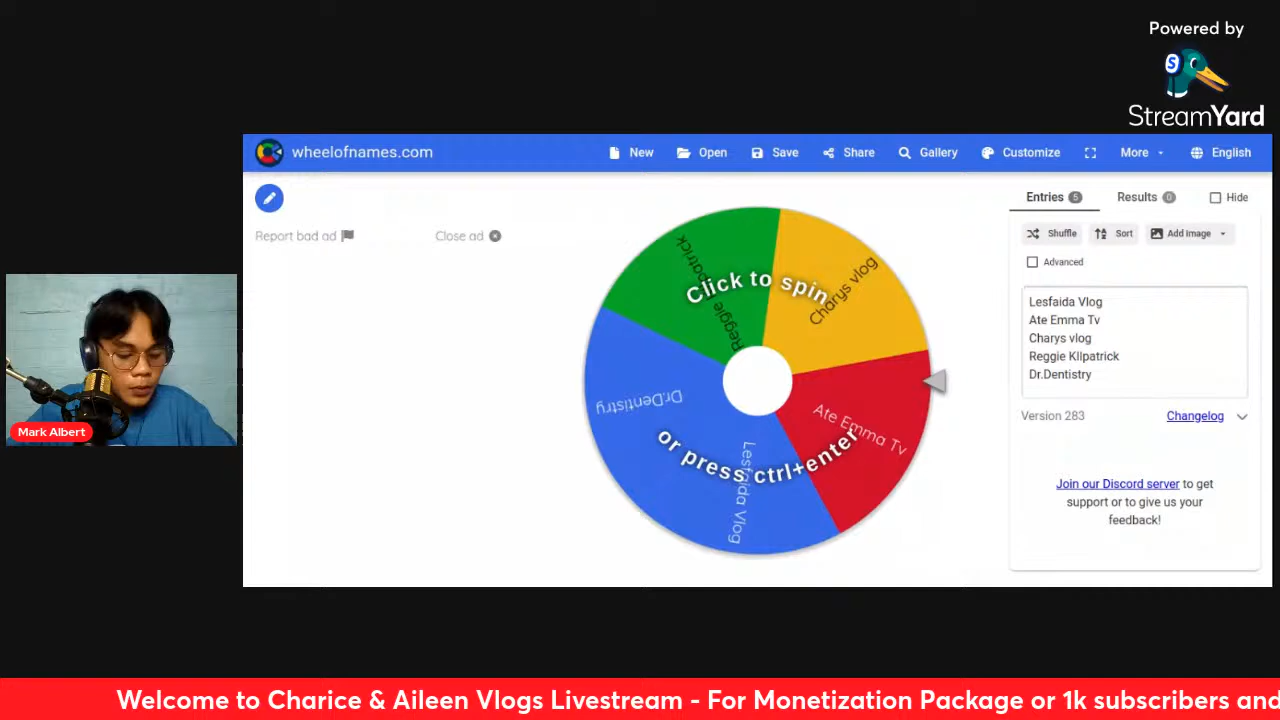 Powered by
StreamYard
wheelofnames.com
New
Open
Save
Share
Gallery
Customize
More
English
Report bad ad
Close ad
Entries 5
Results 0
Hide
Shuffle
Sort
Add Image
Advanced
Lesfaida Vlog
Ate Emma Tv
Charys vlog
Reggie KIlpatrick
Dr.Dentistry
Version 283
Changelog
Join our Discord server to get
support or to give us your
feedback!
Click to spin
or press ctrl+enter
Charys vlog
Ate Emma Tv
Lesfaida Vlog
Dr.Dentistry
Reggie
Mark Albert
Welcome to Charice & Aileen Vlogs Livestream - For Monetization Package or 1k subscribers and